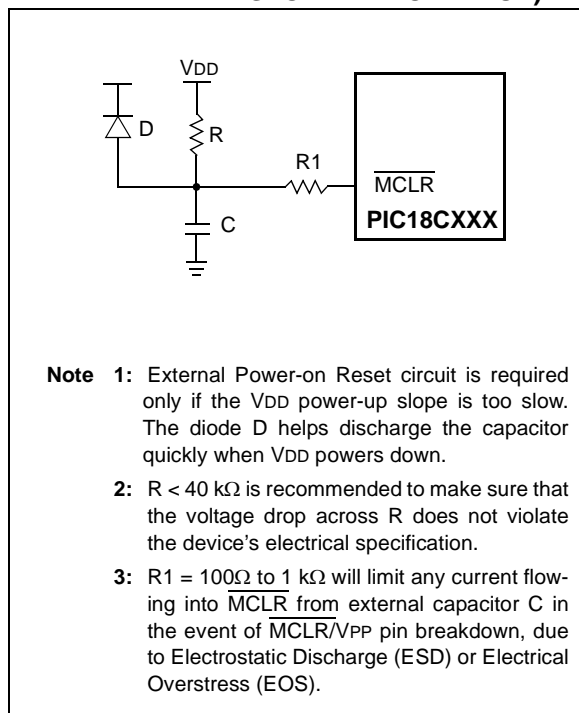 VDD
D
R
R1
MCLR
C
PIC18CXXX
Note 1: External Power-on Reset circuit is required
only if the VDD power-up slope is too slow.
The diode D helps discharge the capacitor
quickly when VDD powers down.
2: R < 40 kΩ is recommended to make sure that
the voltage drop across R does not violate
the device's electrical specification.
3: R1 = 100Ω to 1 kΩ will limit any current flow-
ing into MCLR from external capacitor C in
the event of MCLR/VPP pin breakdown, due
to Electrostatic Discharge (ESD) or Electrical
Overstress (EOS).